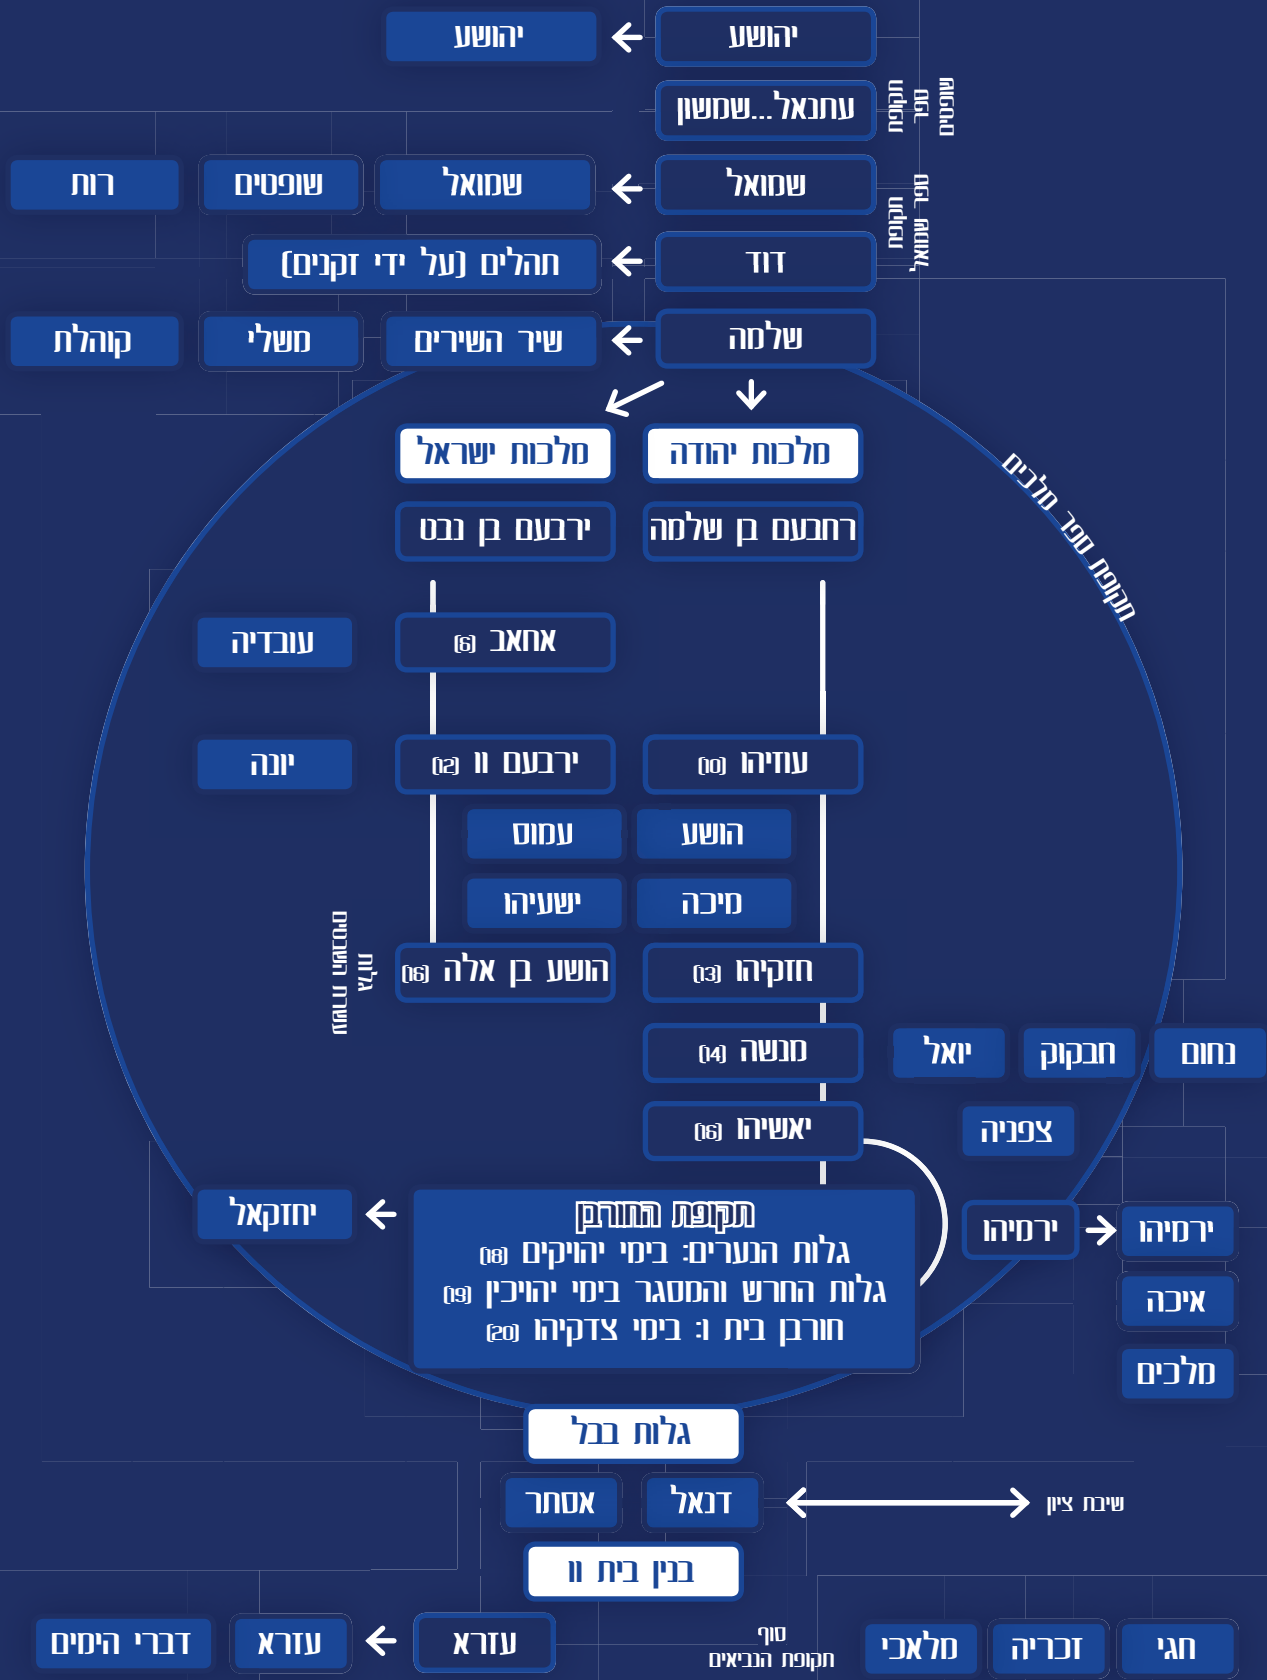 יהושע
יהושע
עתנאל...שמשון
תקופת
ספר
שופטים
שמואל
שמואל
שופטים
רות
תקופת
ספר שמואל
דוד
תהלים (על ידי זקנים)
שלמה
שיר השירים
משלי
קוהלת
מלכות יהודה
מלכות ישראל
תקופת ספר מלכים
רחבעם בן שלמה
ירבעם בן נבט
אחאב (6)
עובדיה
עוזיהו (10)
ירבעם II (12)
יונה
הושע
עמוס
מיכה
ישעיהו
חזקיהו (13)
הושע בן אלה (16)
גלות
עשרת השבטים
מנשה (14)
נחום
חבקוק
יואל
יאשיהו (16)
צפניה
ירמיהו
ירמיהו
איכה
מלכים
תקופת החורבן
גלות הנערים: בימי יהויקים (18)
גלות החרש והמסגר בימי יהויכין (19)
חורבן בית I: בימי צדקיהו (20)
יחזקאל
גלות בבל
שיבת ציון
דנאל
אסתר
בנין בית II
חגי
זכריה
מלאכי
סוף
תקופת הנביאים
עזרא
עזרא
דברי הימים